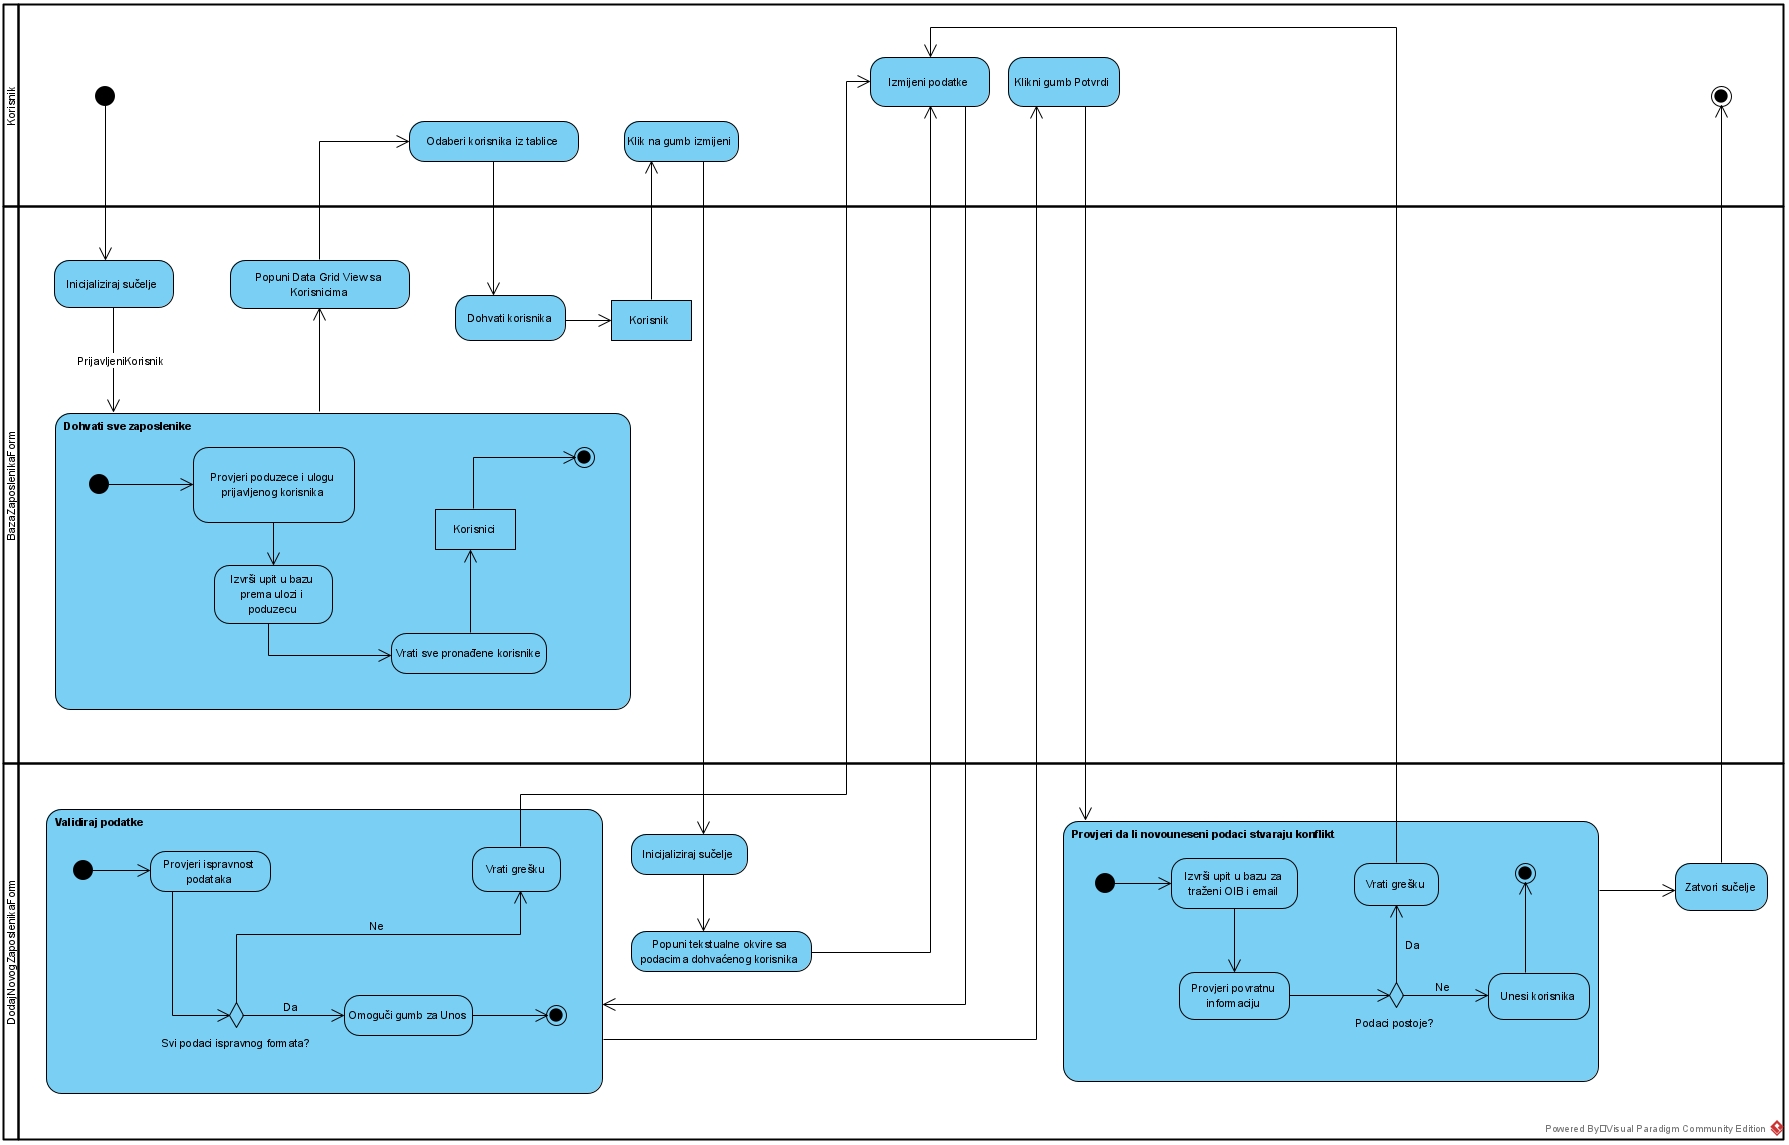 Korisnik
Izmijeni podatke
Klikni gumb Potvrdi
Odaberi korisnika iz tablice
Klik na gumb izmijeni
BazaZaposlenikaForm
Inicijaliziraj sučelje
Popuni Data Grid View sa
Korisnicima
Dohvati korisnika
Korisnik
PrijavljeniKorisnik
Dohvati sve zaposlenike
Provjeri poduzece i ulogu
prijavljenog korisnika
Korisnici
Izvrši upit u bazu
prema ulozi i
poduzecu
Vrati sve pronađene korisnike
DodajNovogZaposlenikaForm
Validiraj podatke
Provjeri ispravnost
podataka
Vrati grešku
Ne
Da
Omoguči gumb za Unos
Svi podaci ispravnog formata?
Inicijaliziraj sučelje
Popuni tekstualne okvire sa
podacima dohvaćenog korisnika
Provjeri da li novouneseni podaci stvaraju konflikt
Izvrši upit u bazu za
traženi OIB i email
Vrati grešku
Da
Provjeri povratnu
informaciju
Ne
Unesi korisnika
Podaci postoje?
Zatvori sučelje
Powered By Visual Paradigm Community Edition